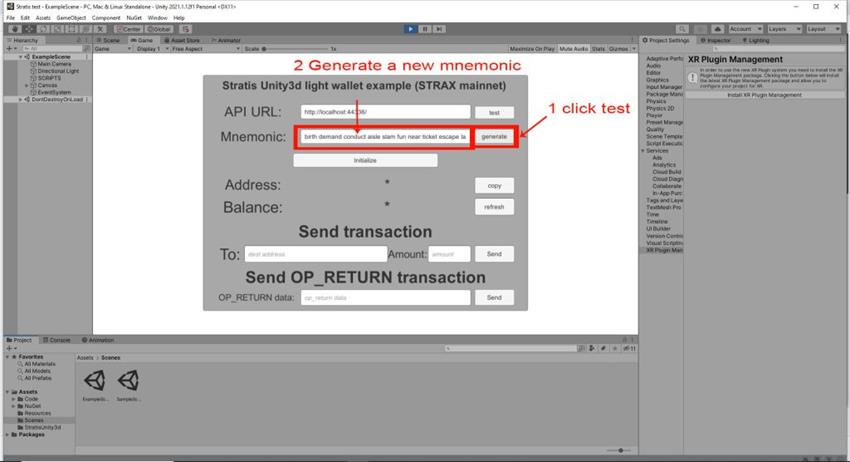 Stratis test - ExampleScene - PC, Mac & Linux Standalone - Unity 2021.1.12f1 Personal <DX11>
File Edit Assets GameObject Component NuGet Window Help
Center Global
Account Layers Layout
Hierarchy
All
ExampleScene
Main Camera
Directional Light
SCRIPTS
Canvas
EventSystem
DontDestroyOnLoad
Scene Game Asset Store Animator
Game Display 1 Free Aspect Scale 1x Maximize On Play Mute Audio Stats Gizmos
2 Generate a new mnemonic
Stratis Unity3d light wallet example (STRAX mainnet)
API URL: http://localhost:44336/ test
1 click test
Mnemonic: birth demand conduct aisle slam fun near ticket escape la generate
Initialize
Address: * copy
Balance: * refresh
Send transaction
To: dest address Amount: amount Send
Send OP_RETURN transaction
OP_RETURN data: op_return data Send
Project Settings Inspector Lighting
Adaptive Perfo
Audio
Editor
Graphics
Input Manager
Package Mana
Physics
Physics 2D
Player
Preset Manag
Quality
Scene Templa
Script Executio
Services
Ads
Analytics
Cloud Build
Cloud Diagn
Collaborate
In-App Purc
Tags and Laye
TextMesh Pro
Time
Timeline
UI Builder
Version Contro
Visual Scripting
XR Plugin Man
XR Plugin Management
In order to use the new XR Plugin system you need to install the XR
Plugin Management package. Clicking the button below will install
the latest XR Plugin Management package and allow you to
configure your project for XR.
Install XR Plugin Management
Project Console Animation
11
Favorites
All Materials
All Models
All Prefabs
Assets
Code
NuGet
Resources
Scenes
StratisUnity3d
Packages
Assets > Scenes
ExampleSc... SampleSc...